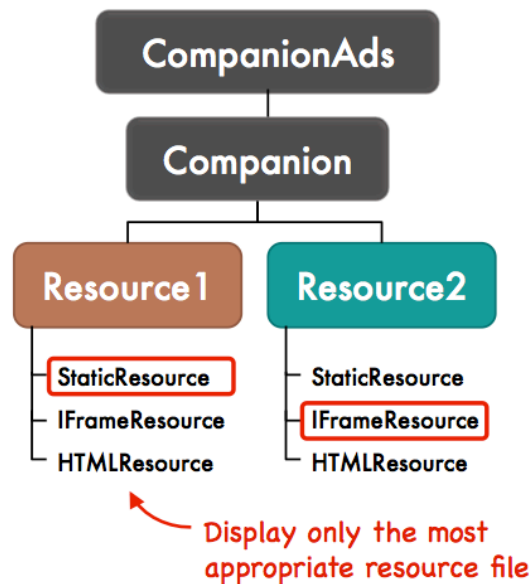 CompanionAds
Companion
Resource1
Resource2
StaticResource
IFrameResource
HTMLResource
StaticResource
IFrameResource
HTMLResource
Display only the most
appropriate resource file